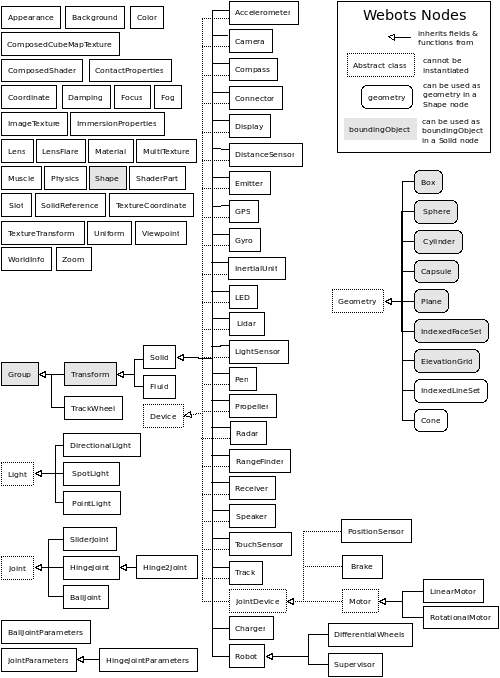 Appearance Background Color
ComposedCubeMapTexture
ComposedShader ContactProperties
Coordinate Damping Focus Fog
ImageTexture ImmersionProperties
Lens LensFlare Material MultiTexture
Muscle Physics Shape ShaderPart
Slot SolidReference TextureCoordinate
TextureTransform Uniform Viewpoint
WorldInfo Zoom
Group Transform Solid
Fluid
TrackWheel
Device
DirectionalLight
Light SpotLight
PointLight
SliderJoint
Joint HingeJoint Hinge2Joint
BallJoint
BallJointParameters
JointParameters HingeJointParameters
Accelerometer
Camera
Compass
Connector
Display
DistanceSensor
Emitter
GPS
Gyro
InertialUnit
LED
Lidar
LightSensor
Pen
Propeller
Radar
RangeFinder
Receiver
Speaker
TouchSensor
Track
JointDevice
Charger
Robot
PositionSensor
Brake
Motor
LinearMotor
RotationalMotor
DifferentialWheels
Supervisor
Webots Nodes
inherits fields &
functions from
Abstract class
cannot be
instantiated
geometry
can be used as
geometry in a
Shape node
boundingObject
can be used as
boundingObject
in a Solid node
Geometry
Box
Sphere
Cylinder
Capsule
Plane
IndexedFaceSet
ElevationGrid
IndexedLineSet
Cone